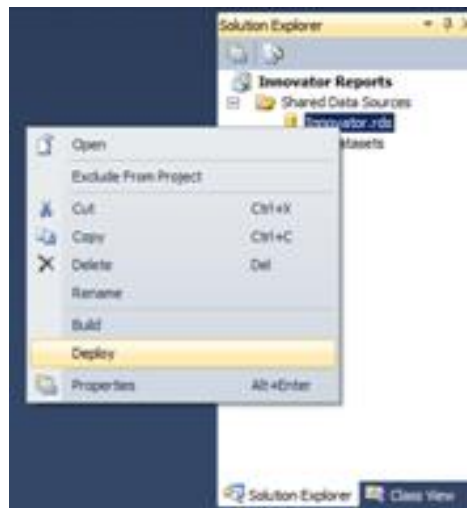 Solution Explorer
Innovator Reports
Shared Data Sources
Innovator.rds
atasets
Open
Exclude From Project
Cut Ctrl+X
Copy Ctrl+C
Delete Del
Rename
Build
Deploy
Properties Alt+Enter
Solution Explorer Class View